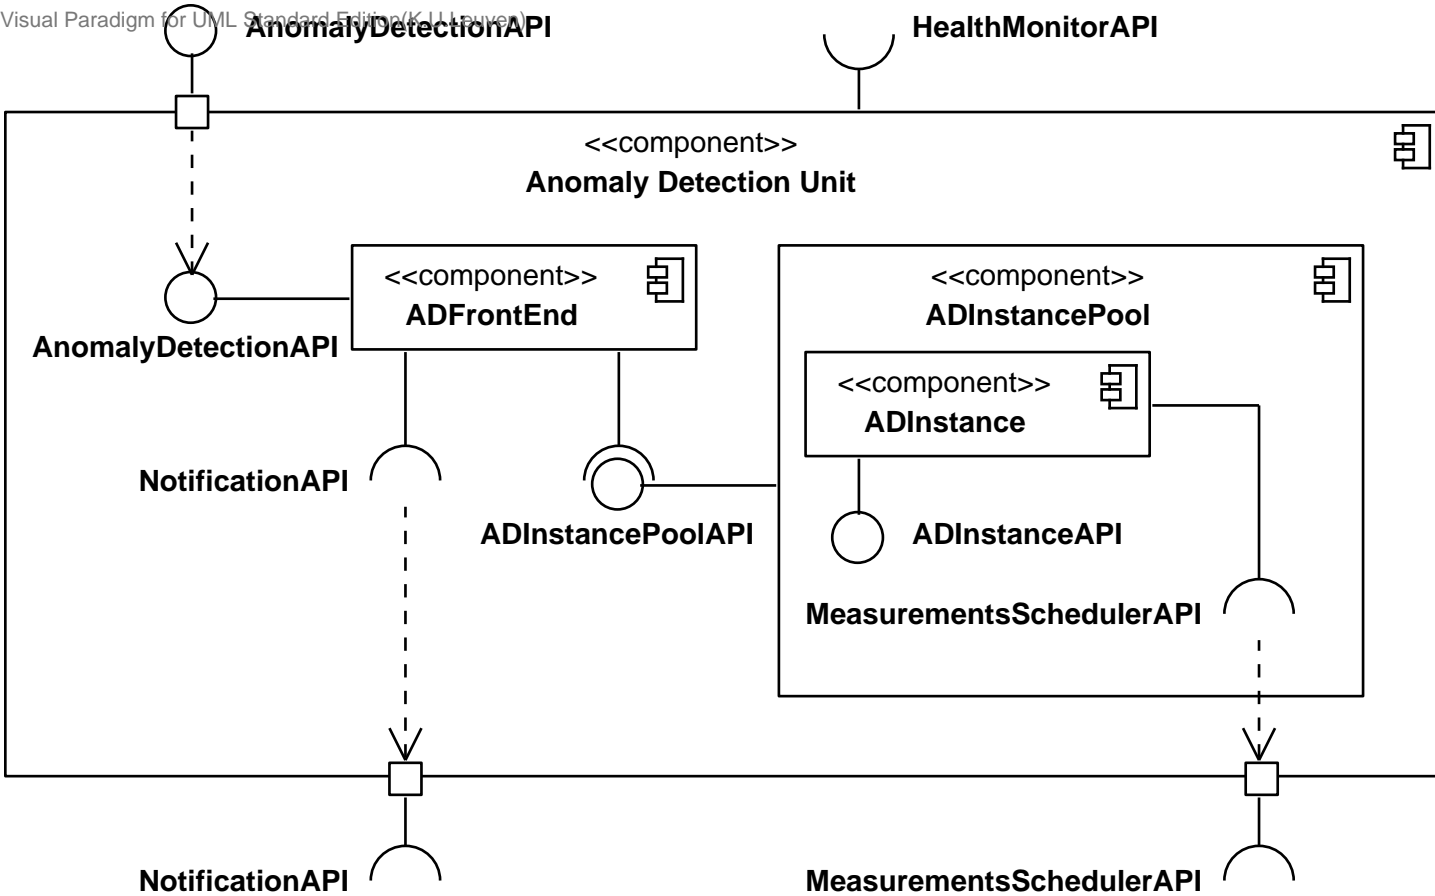 Visual Paradigm for UML Standard Edition(K.U.Leuven)
AnomalyDetectionAPI
HealthMonitorAPI
<<component>>
Anomaly Detection Unit
<<component>>
ADFrontEnd
<<component>>
ADInstancePool
AnomalyDetectionAPI
<<component>>
ADInstance
NotificationAPI
ADInstancePoolAPI
ADInstanceAPI
MeasurementsSchedulerAPI
NotificationAPI
MeasurementsSchedulerAPI